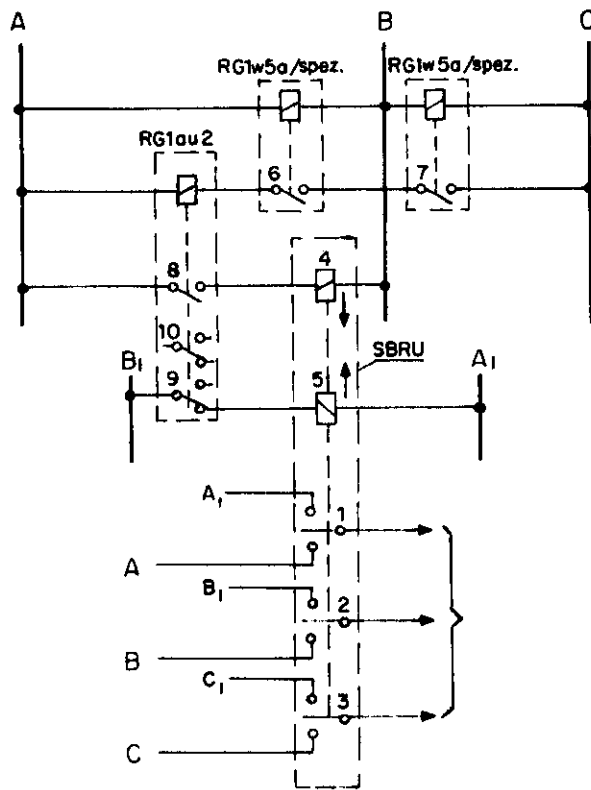 A B C
RG1w5a/spez. RG1w5a/spez.
RG1au2
6 7
8 4
10
SBRU
B₁ A₁
9 5
A₁
1
A
B₁
2
B
C₁
3
C